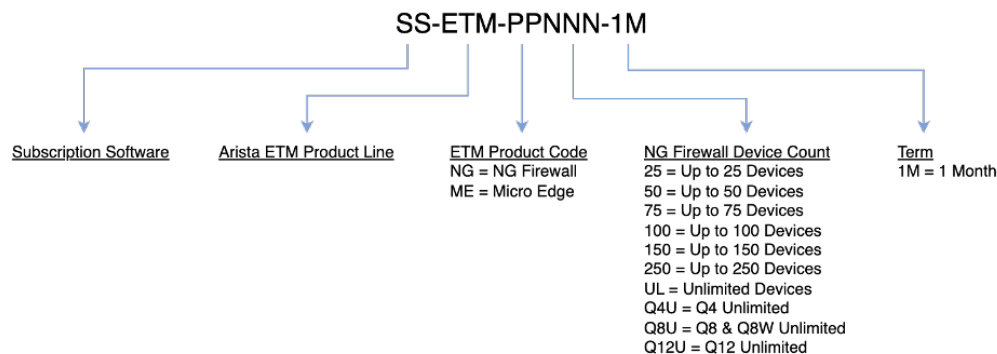 SS-ETM-PPNNN-1M
Subscription Software
Arista ETM Product Line
ETM Product Code
NG = NG Firewall
ME = Micro Edge
NG Firewall Device Count
25 = Up to 25 Devices
50 = Up to 50 Devices
75 = Up to 75 Devices
100 = Up to 100 Devices
150 = Up to 150 Devices
250 = Up to 250 Devices
UL = Unlimited Devices
Q4U = Q4 Unlimited
Q8U = Q8 & Q8W Unlimited
Q12U = Q12 Unlimited
Term
1M = 1 Month